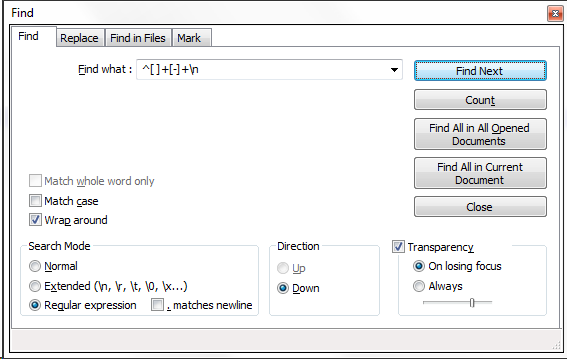 Find
Find Replace Find in Files Mark
Find what : ^[ ]+[-]+\n
Find Next
Count
Find All in All Opened
Documents
Find All in Current
Document
Close
Match whole word only
Match case
Wrap around
Search Mode
Normal
Extended (\n, \r, \t, \0, \x...)
Regular expression . matches newline
Direction
Up
Down
Transparency
On losing focus
Always